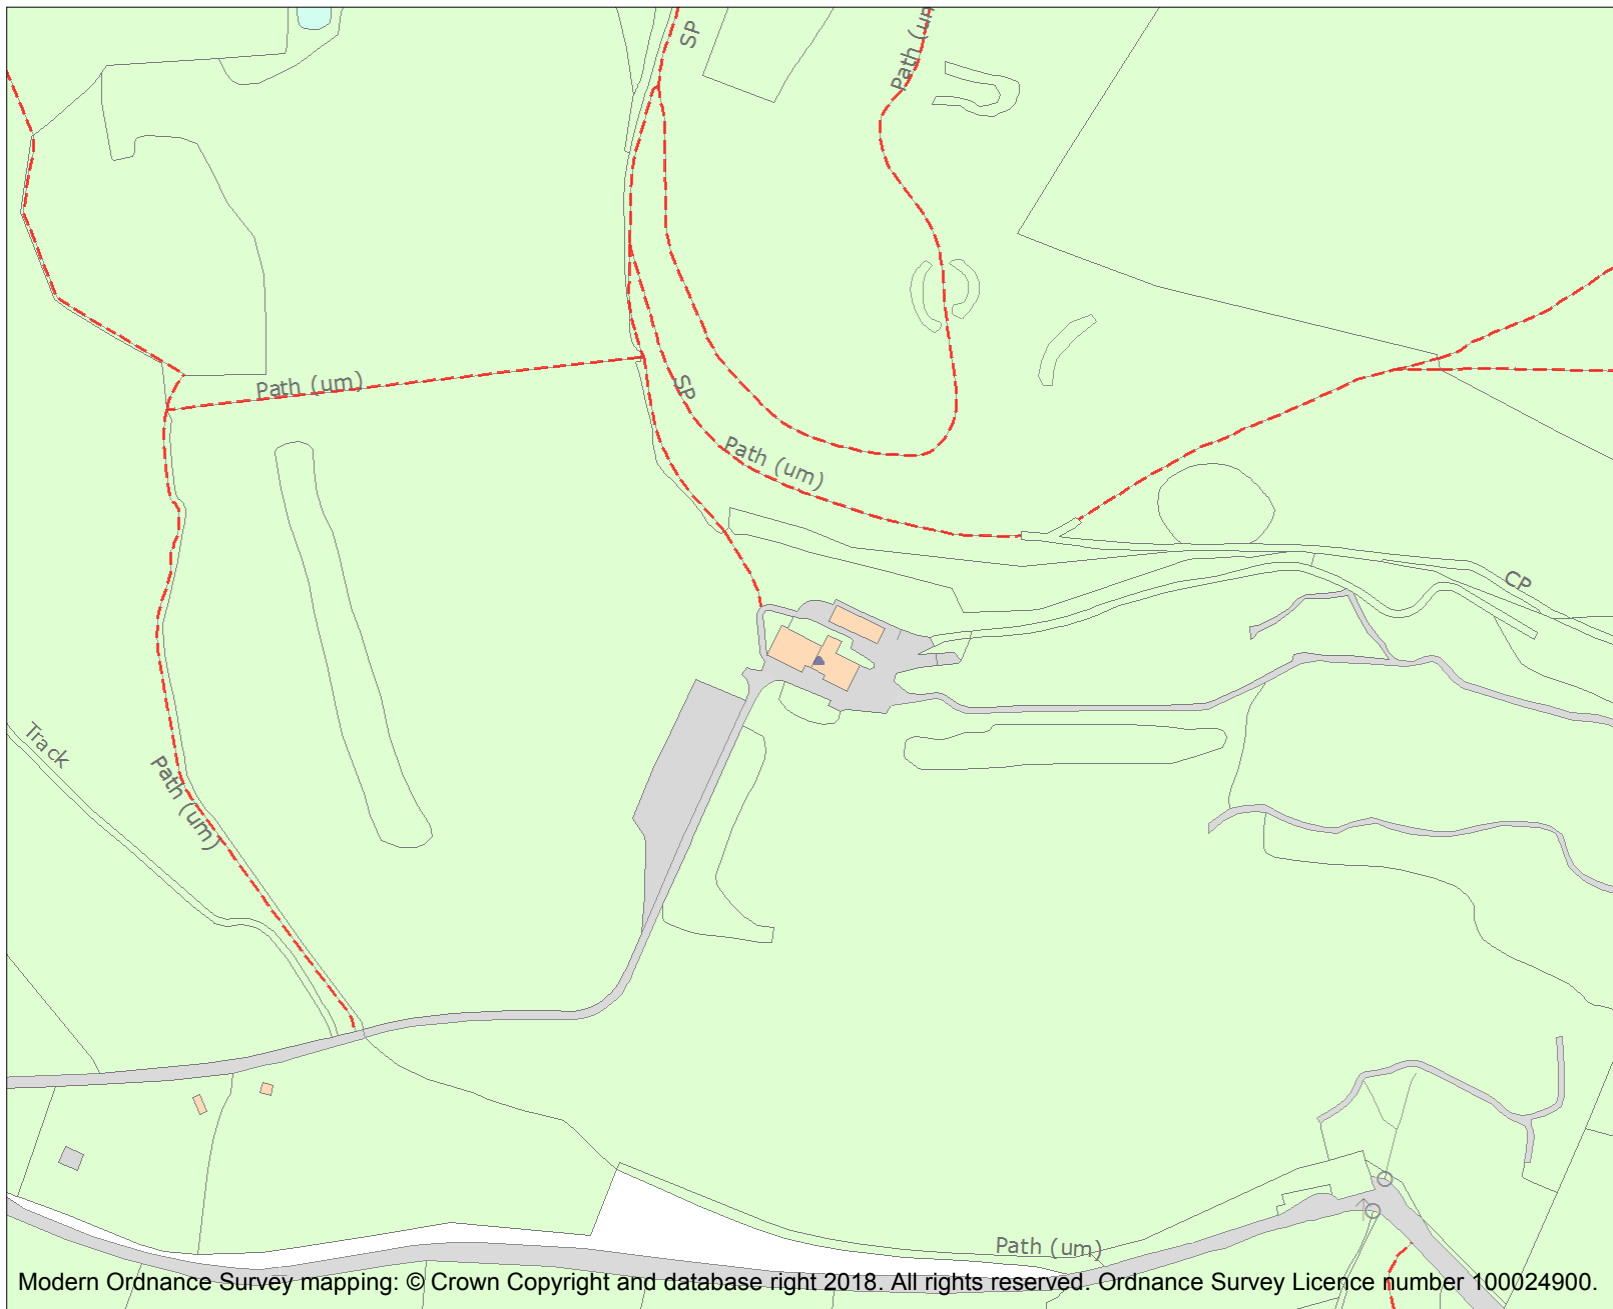 SP
Path (um)
Path (um)
SP
Path (um)
CP
Track
Path (um)
Path (um)
Modern Ordnance Survey mapping: © Crown Copyright and database right 2018. All rights reserved. Ordnance Survey Licence number 100024900.